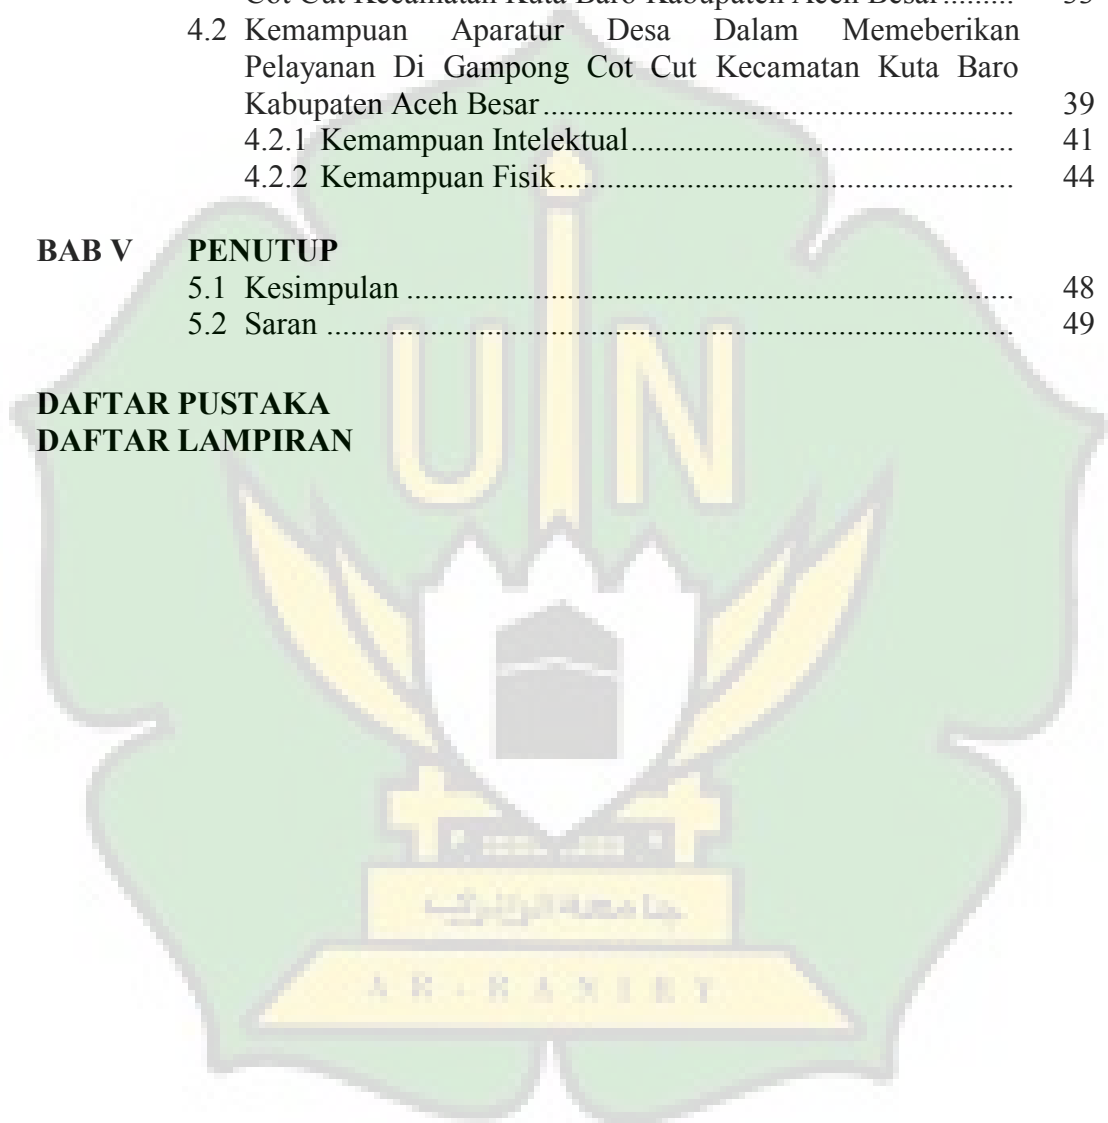 Cot Cut Kecamatan Kuta Baro Kabupaten Aceh Besar.........
4.2 Kemampuan Aparatur Desa Dalam Memeberikan
Pelayanan Di Gampong Cot Cut Kecamatan Kuta Baro
Kabupaten Aceh Besar................................................. 39
4.2.1 Kemampuan Intelektual........................................ 41
4.2.2 Kemampuan Fisik............................................... 44
BAB V PENUTUP
5.1 Kesimpulan ............................................................... 48
5.2 Saran ....................................................................... 49
DAFTAR PUSTAKA
DAFTAR LAMPIRAN
UIN
AR-RANIRY